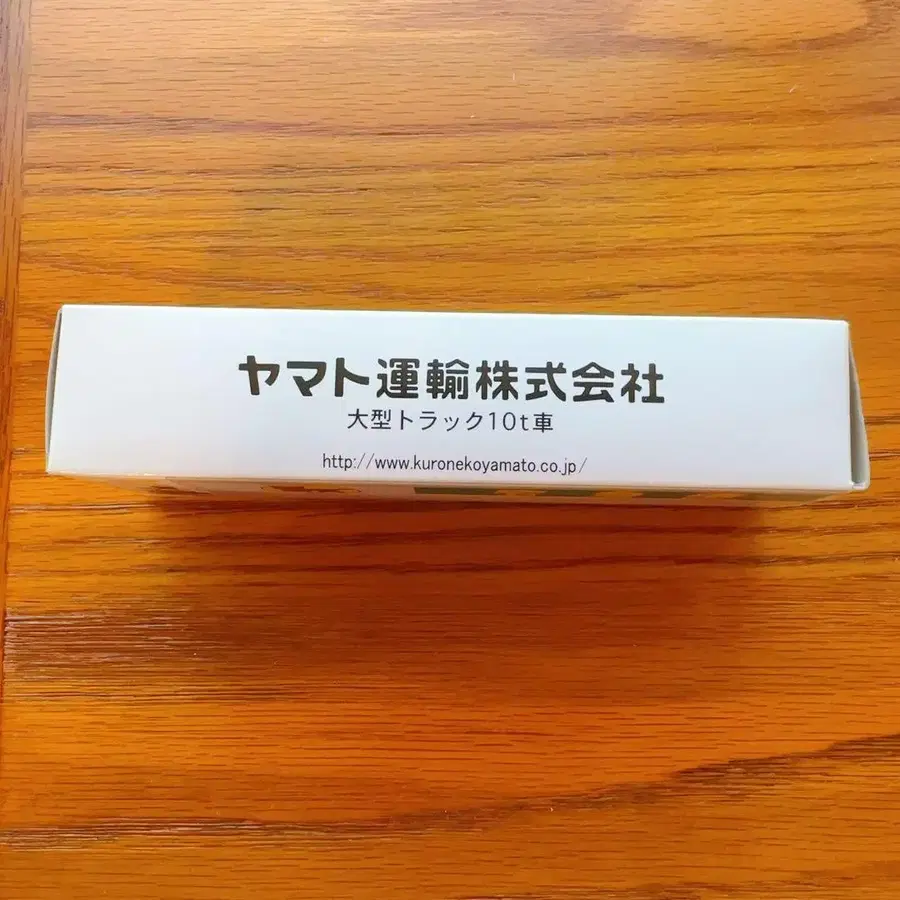 ヤマト運輸株式会社
大型トラック10t車
http://www.kuronekoyamato.co.jp/